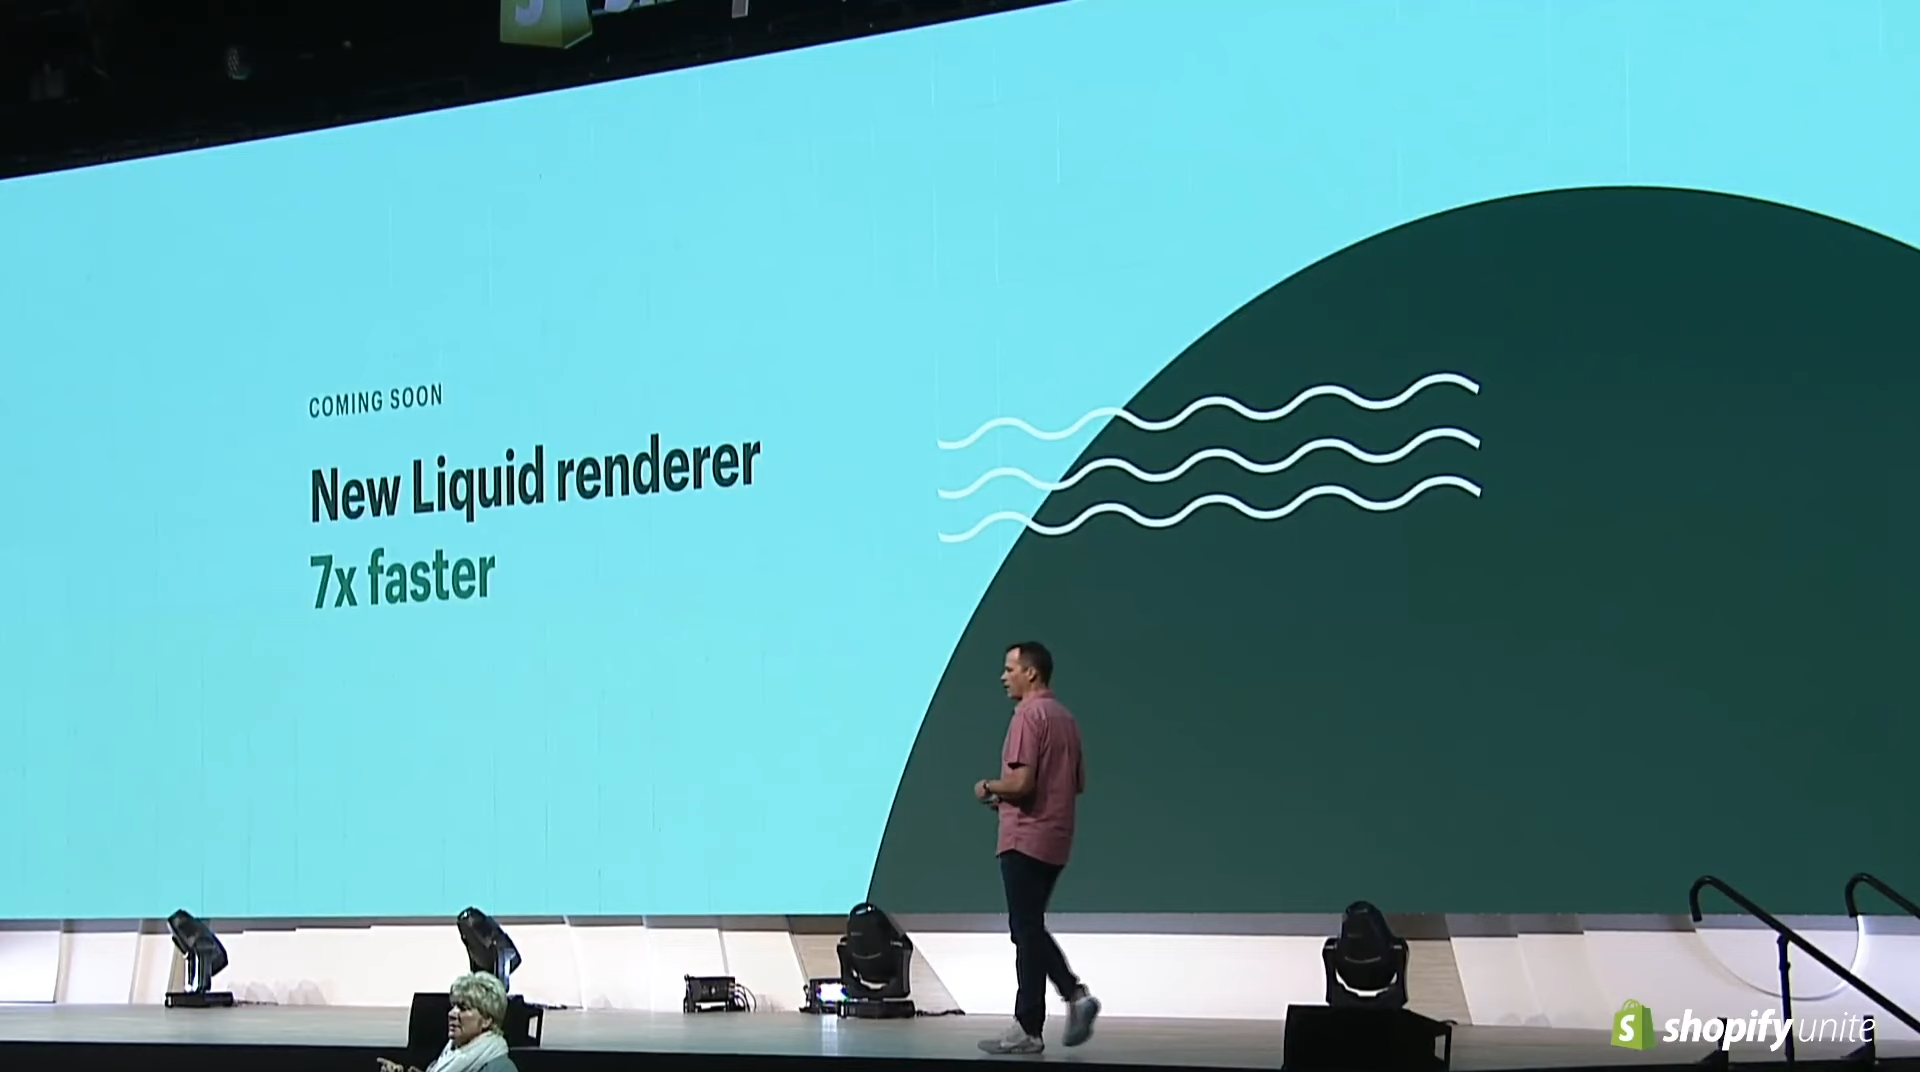 COMING SOON
New Liquid renderer
7x faster
shopify unite